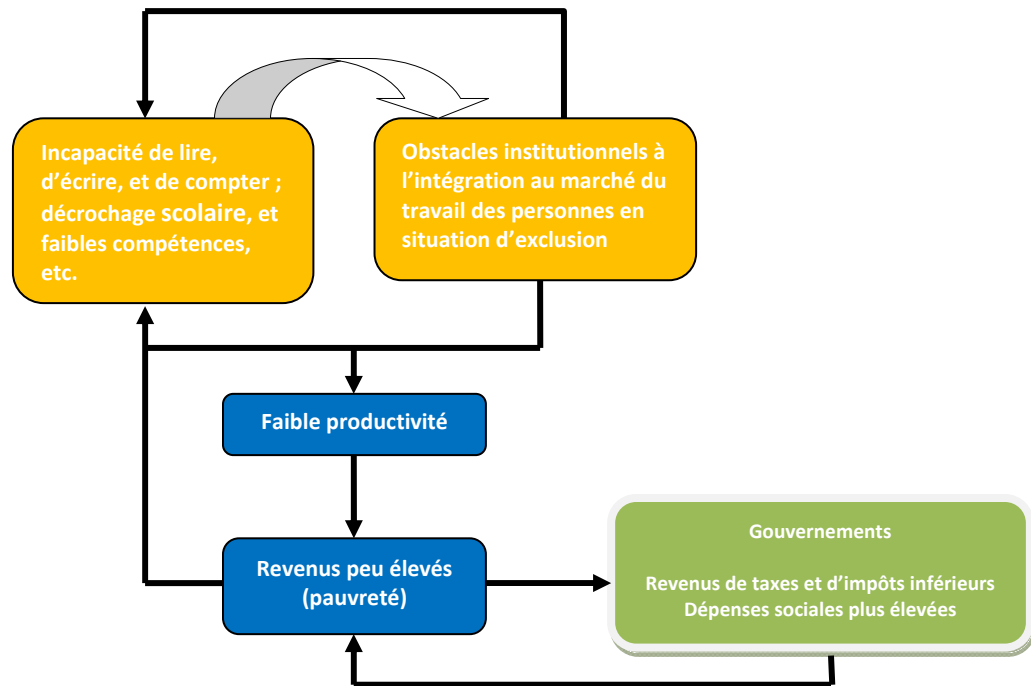 Incapacité de lire,
d’écrire, et de compter ;
décrochage scolaire, et
faibles compétences,
etc.
Obstacles institutionnels à
l’intégration au marché du
travail des personnes en
situation d’exclusion
Faible productivité
Revenus peu élevés
(pauvreté)
Gouvernements
Revenus de taxes et d’impôts inférieurs
Dépenses sociales plus élevées